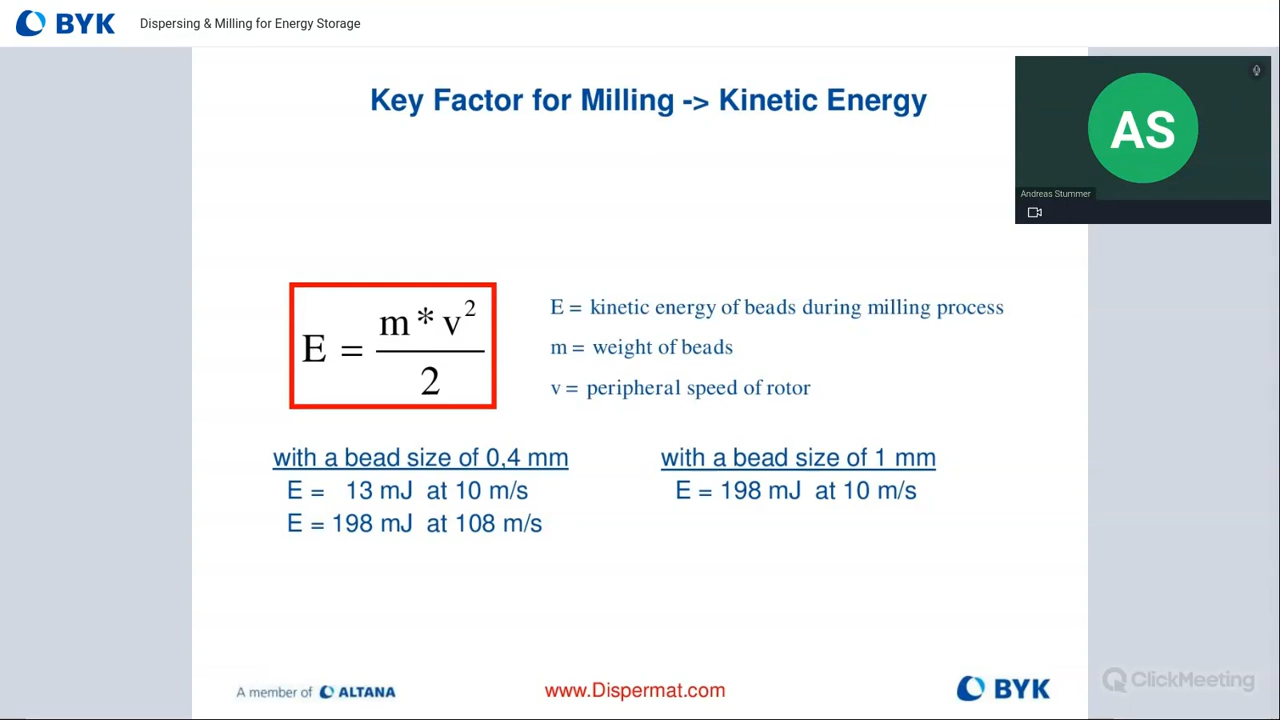 BYK
Dispersing & Milling for Energy Storage
Key Factor for Milling -> Kinetic Energy
AS
Andreas Stummer
E = m * v² / 2
E = kinetic energy of beads during milling process
m = weight of beads
v = peripheral speed of rotor
with a bead size of 0,4 mm
E = 13 mJ at 10 m/s
E = 198 mJ at 108 m/s
with a bead size of 1 mm
E = 198 mJ at 10 m/s
A member of ALTANA
www.Dispermat.com
BYK
ClickMeeting